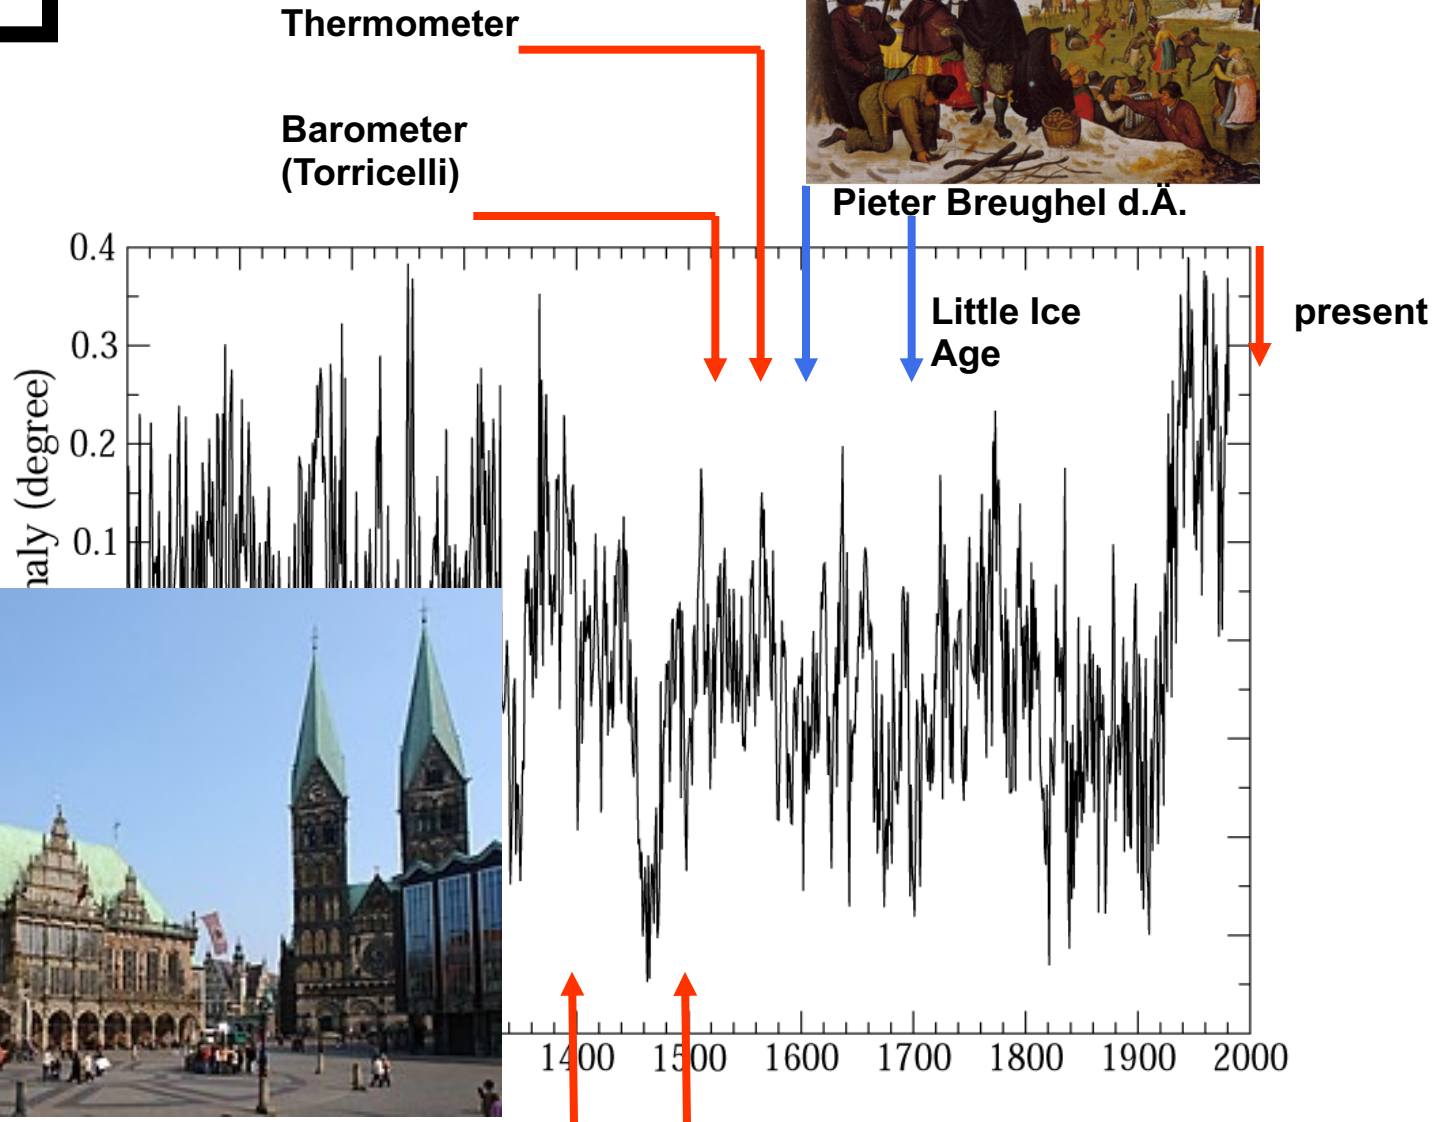 Thermometer
Barometer
(Torricelli)
Pieter Breughel d.Ä.
0.4
0.3
0.2
0.1
Little Ice
Age
present
(degree)
1400
1500
1600
1700
1800
1900
2000